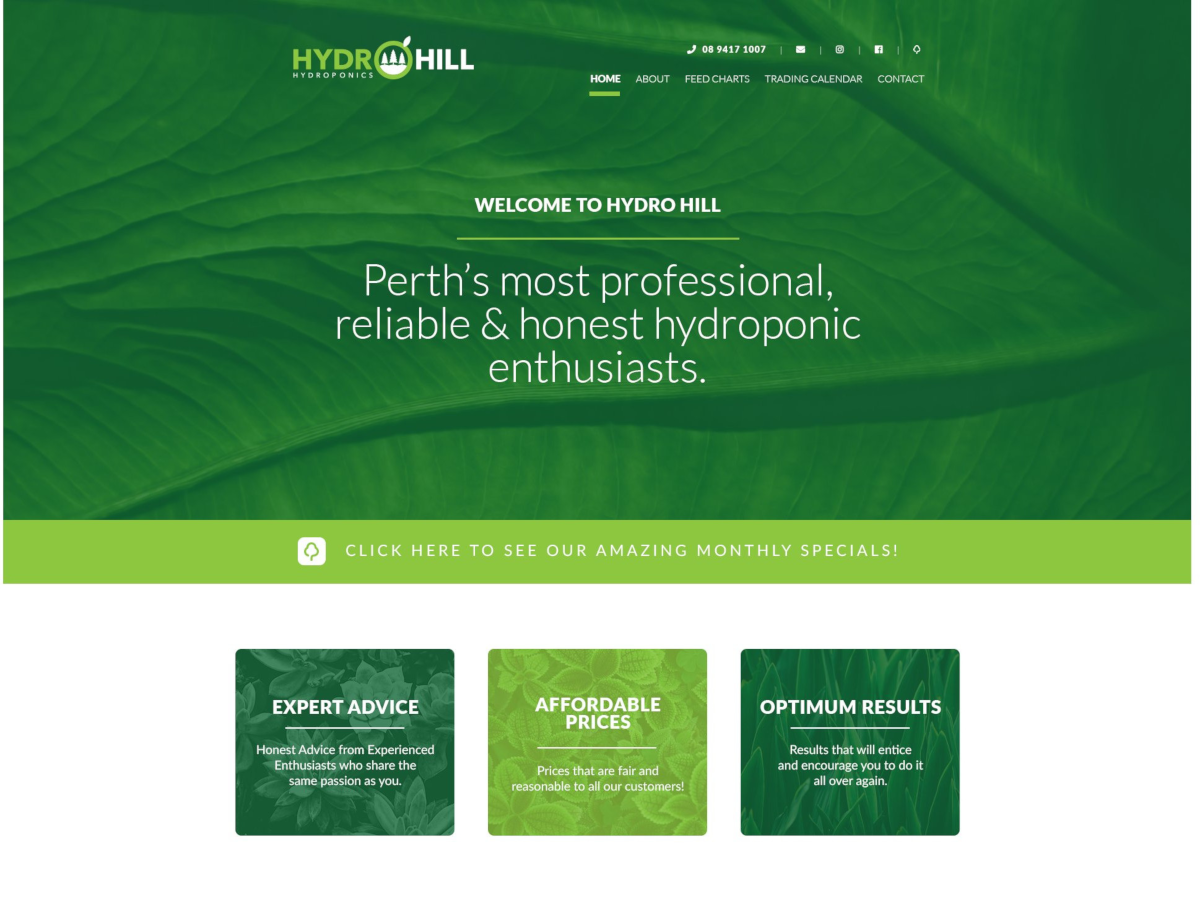 HYDROHILL
HYDROPONICS
08 9417 1007 | | | |
HOME ABOUT FEED CHARTS TRADING CALENDAR CONTACT
WELCOME TO HYDRO HILL
Perth’s most professional,
reliable & honest hydroponic
enthusiasts.
CLICK HERE TO SEE OUR AMAZING MONTHLY SPECIALS!
EXPERT ADVICE
Honest Advice from Experienced
Enthusiasts who share the
same passion as you.
AFFORDABLE
PRICES
Prices that are fair and
reasonable to all our customers!
OPTIMUM RESULTS
Results that will entice
and encourage you to do it
all over again.